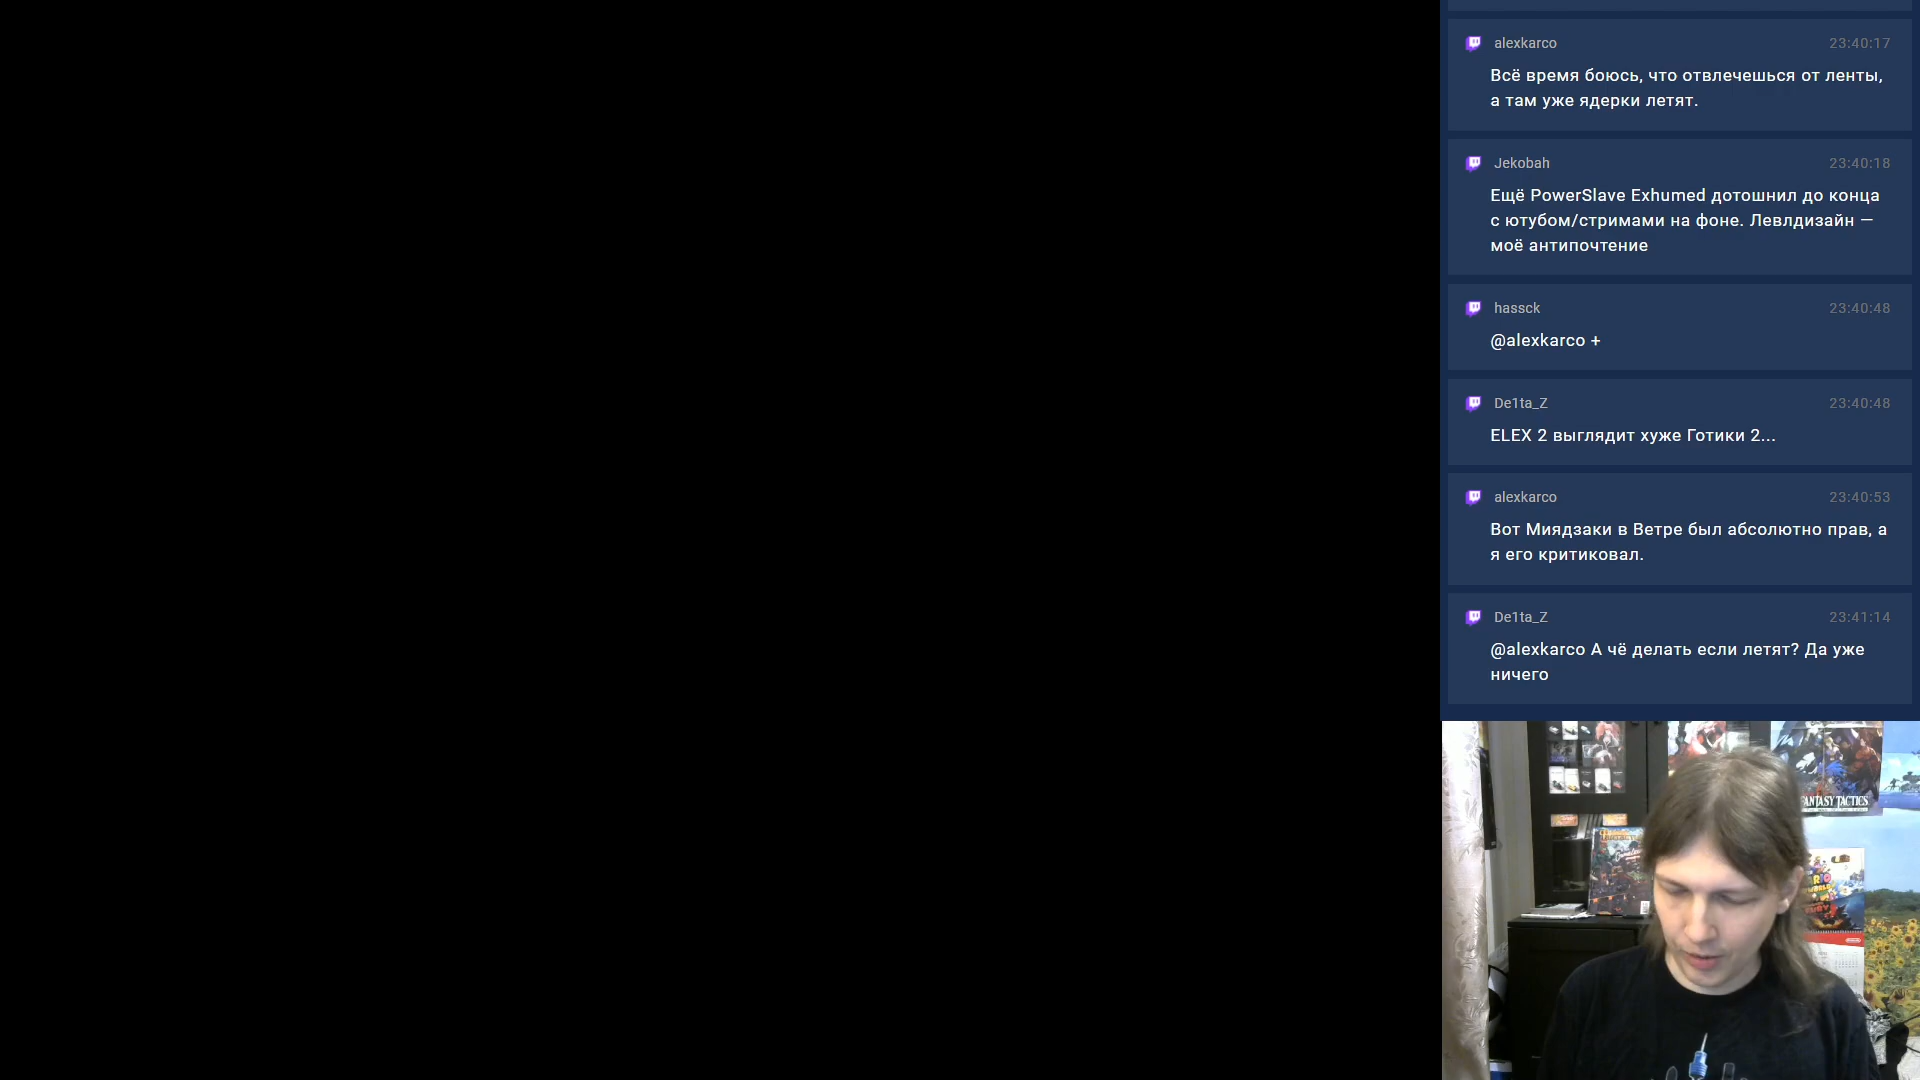 alexkarco 23:40:17
Всё время боюсь, что отвлечешься от ленты,
а там уже ядерки летят.
Jekobah 23:40:18
Ещё PowerSlave Exhumed дотошнил до конца
с ютубом/стримами на фоне. Левлдизайн —
моё антипочтение
hassck 23:40:48
@alexkarco +
De1ta_Z 23:40:48
ELEX 2 выглядит хуже Готики 2...
alexkarco 23:40:53
Вот Миядзаки в Ветре был абсолютно прав, а
я его критиковал.
De1ta_Z 23:41:14
@alexkarco А чё делать если летят? Да уже
ничего
FANTASY TACTICS